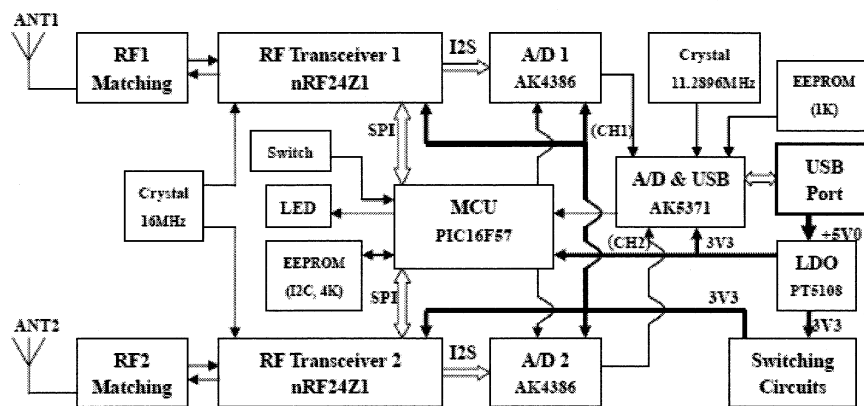 ANT1
RF1
Matching
RF Transceiver 1
nRF24Z1
I2S
A/D 1
AK4386
Crystal
11.2896MHz
EEPROM
(1K)
SPI
(CH1)
Switch
Crystal
16MHz
LED
MCU
PIC16F57
A/D & USB
AK5371
USB
Port
EEPROM
(I2C, 4K)
(CH2)
3V3
+5V0
LDO
PT5108
SPI
3V3
3V3
ANT2
RF2
Matching
RF Transceiver 2
nRF24Z1
I2S
A/D 2
AK4386
Switching
Circuits